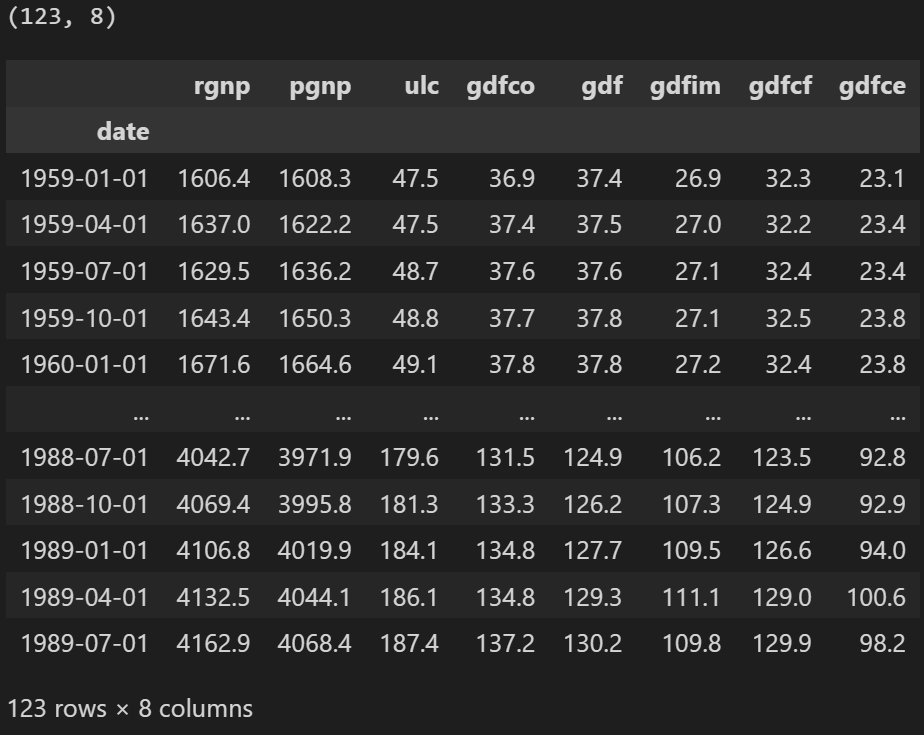 (123, 8)
rgnp pgnp ulc gdfco gdf gdfim gdfcf gdfce
date
1959-01-01 1606.4 1608.3 47.5 36.9 37.4 26.9 32.3 23.1
1959-04-01 1637.0 1622.2 47.5 37.4 37.5 27.0 32.2 23.4
1959-07-01 1629.5 1636.2 48.7 37.6 37.6 27.1 32.4 23.4
1959-10-01 1643.4 1650.3 48.8 37.7 37.8 27.1 32.5 23.8
1960-01-01 1671.6 1664.6 49.1 37.8 37.8 27.2 32.4 23.8
... ... ... ... ... ... ... ... ...
1988-07-01 4042.7 3971.9 179.6 131.5 124.9 106.2 123.5 92.8
1988-10-01 4069.4 3995.8 181.3 133.3 126.2 107.3 124.9 92.9
1989-01-01 4106.8 4019.9 184.1 134.8 127.7 109.5 126.6 94.0
1989-04-01 4132.5 4044.1 186.1 134.8 129.3 111.1 129.0 100.6
1989-07-01 4162.9 4068.4 187.4 137.2 130.2 109.8 129.9 98.2
123 rows × 8 columns